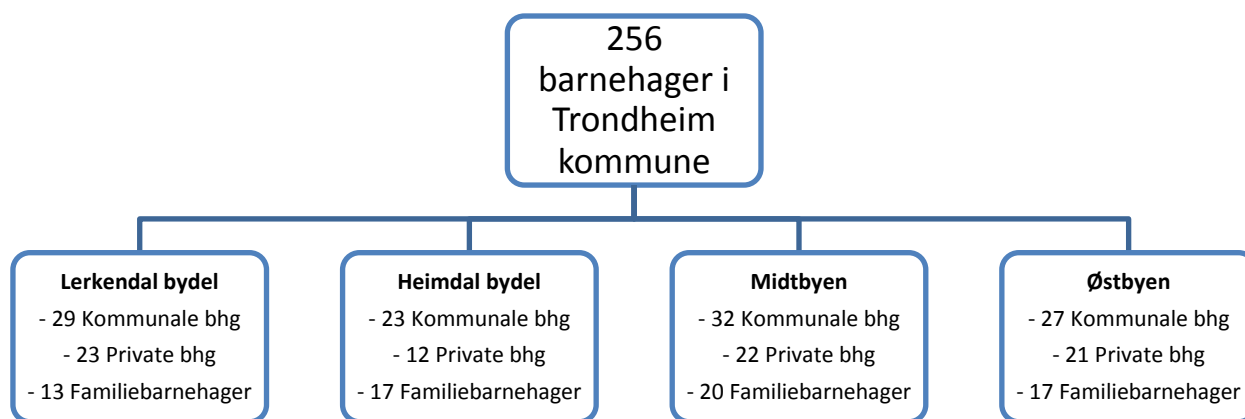 256
barnehager i
Trondheim
kommune
Lerkendal bydel
- 29 Kommunale bhg
- 23 Private bhg
- 13 Familiebarnehager
Heimdal bydel
- 23 Kommunale bhg
- 12 Private bhg
- 17 Familiebarnehager
Midtbyen
- 32 Kommunale bhg
- 22 Private bhg
- 20 Familiebarnehager
Østbyen
- 27 Kommunale bhg
- 21 Private bhg
- 17 Familiebarnehager